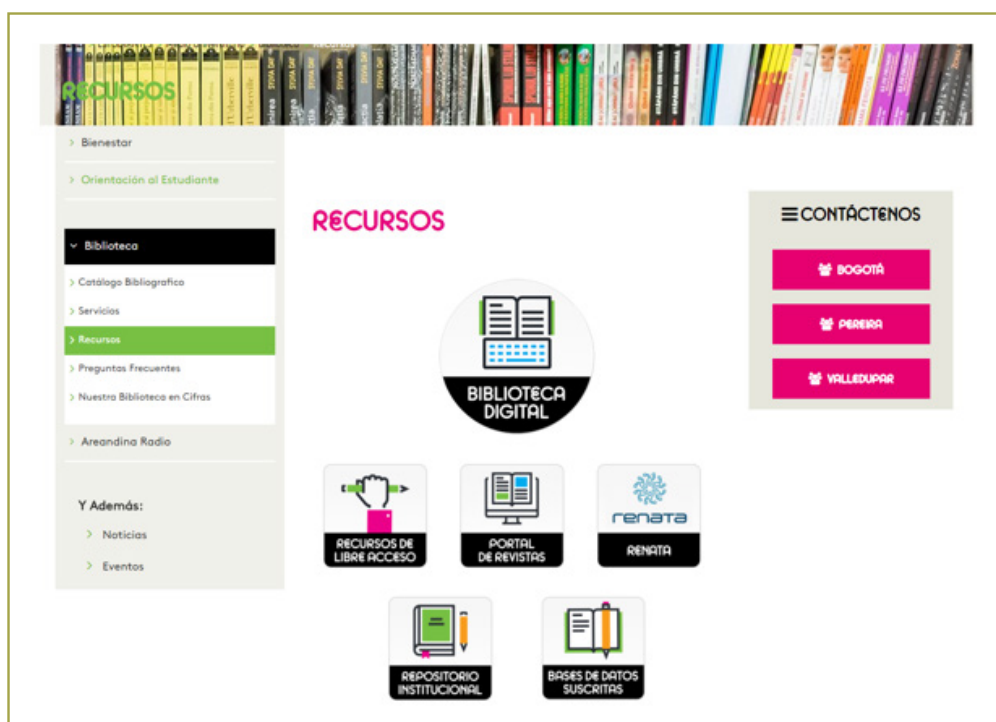 RECURSOS
Bienestar
Orientación al Estudiante
Biblioteca
Catálogo Bibliografico
Servicios
Recursos
Preguntas Frecuentes
Nuestra Biblioteca en Cifras
Areandina Radio
Y Además:
Noticias
Eventos
RECURSOS
BIBLIOTECA
DIGITAL
RECURSOS DE
LIBRE ACCESO
PORTAL
DE REVISTAS
renata
RENATA
REPOSITORIO
INSTITUCIONAL
BASES DE DATOS
SUSCRITAS
CONTÁCTENOS
BOGOTÁ
PEREIRA
VALLEDUPAR